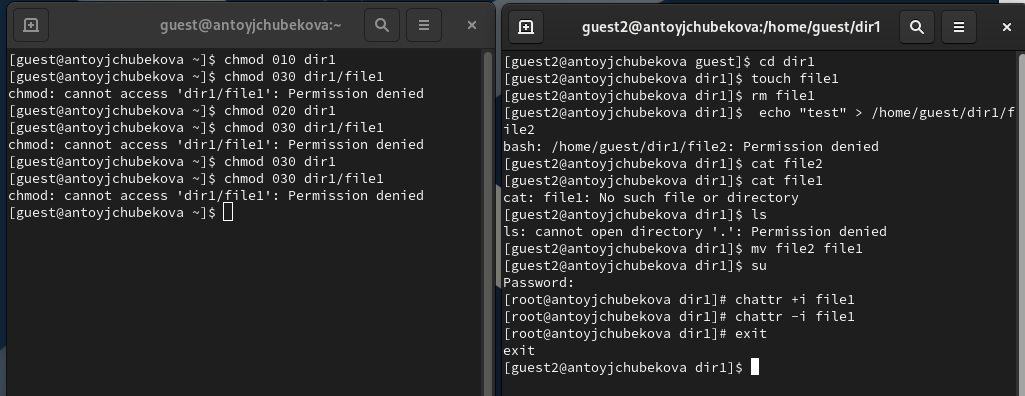 guest@antoyjchubekova:~
[guest@antoyjchubekova ~]$ chmod 010 dir1
[guest@antoyjchubekova ~]$ chmod 030 dir1/file1
chmod: cannot access 'dir1/file1': Permission denied
[guest@antoyjchubekova ~]$ chmod 020 dir1
[guest@antoyjchubekova ~]$ chmod 030 dir1/file1
chmod: cannot access 'dir1/file1': Permission denied
[guest@antoyjchubekova ~]$ chmod 030 dir1
[guest@antoyjchubekova ~]$ chmod 030 dir1/file1
chmod: cannot access 'dir1/file1': Permission denied
[guest@antoyjchubekova ~]$
guest2@antoyjchubekova:/home/guest/dir1
[guest2@antoyjchubekova guest]$ cd dir1
[guest2@antoyjchubekova dir1]$ touch file1
[guest2@antoyjchubekova dir1]$ rm file1
[guest2@antoyjchubekova dir1]$  echo "test" > /home/guest/dir1/f
ile2
bash: /home/guest/dir1/file2: Permission denied
[guest2@antoyjchubekova dir1]$ cat file2
[guest2@antoyjchubekova dir1]$ cat file1
cat: file1: No such file or directory
[guest2@antoyjchubekova dir1]$ ls
ls: cannot open directory '.': Permission denied
[guest2@antoyjchubekova dir1]$ mv file2 file1
[guest2@antoyjchubekova dir1]$ su
Password:
[root@antoyjchubekova dir1]# chattr +i file1
[root@antoyjchubekova dir1]# chattr -i file1
[root@antoyjchubekova dir1]# exit
exit
[guest2@antoyjchubekova dir1]$